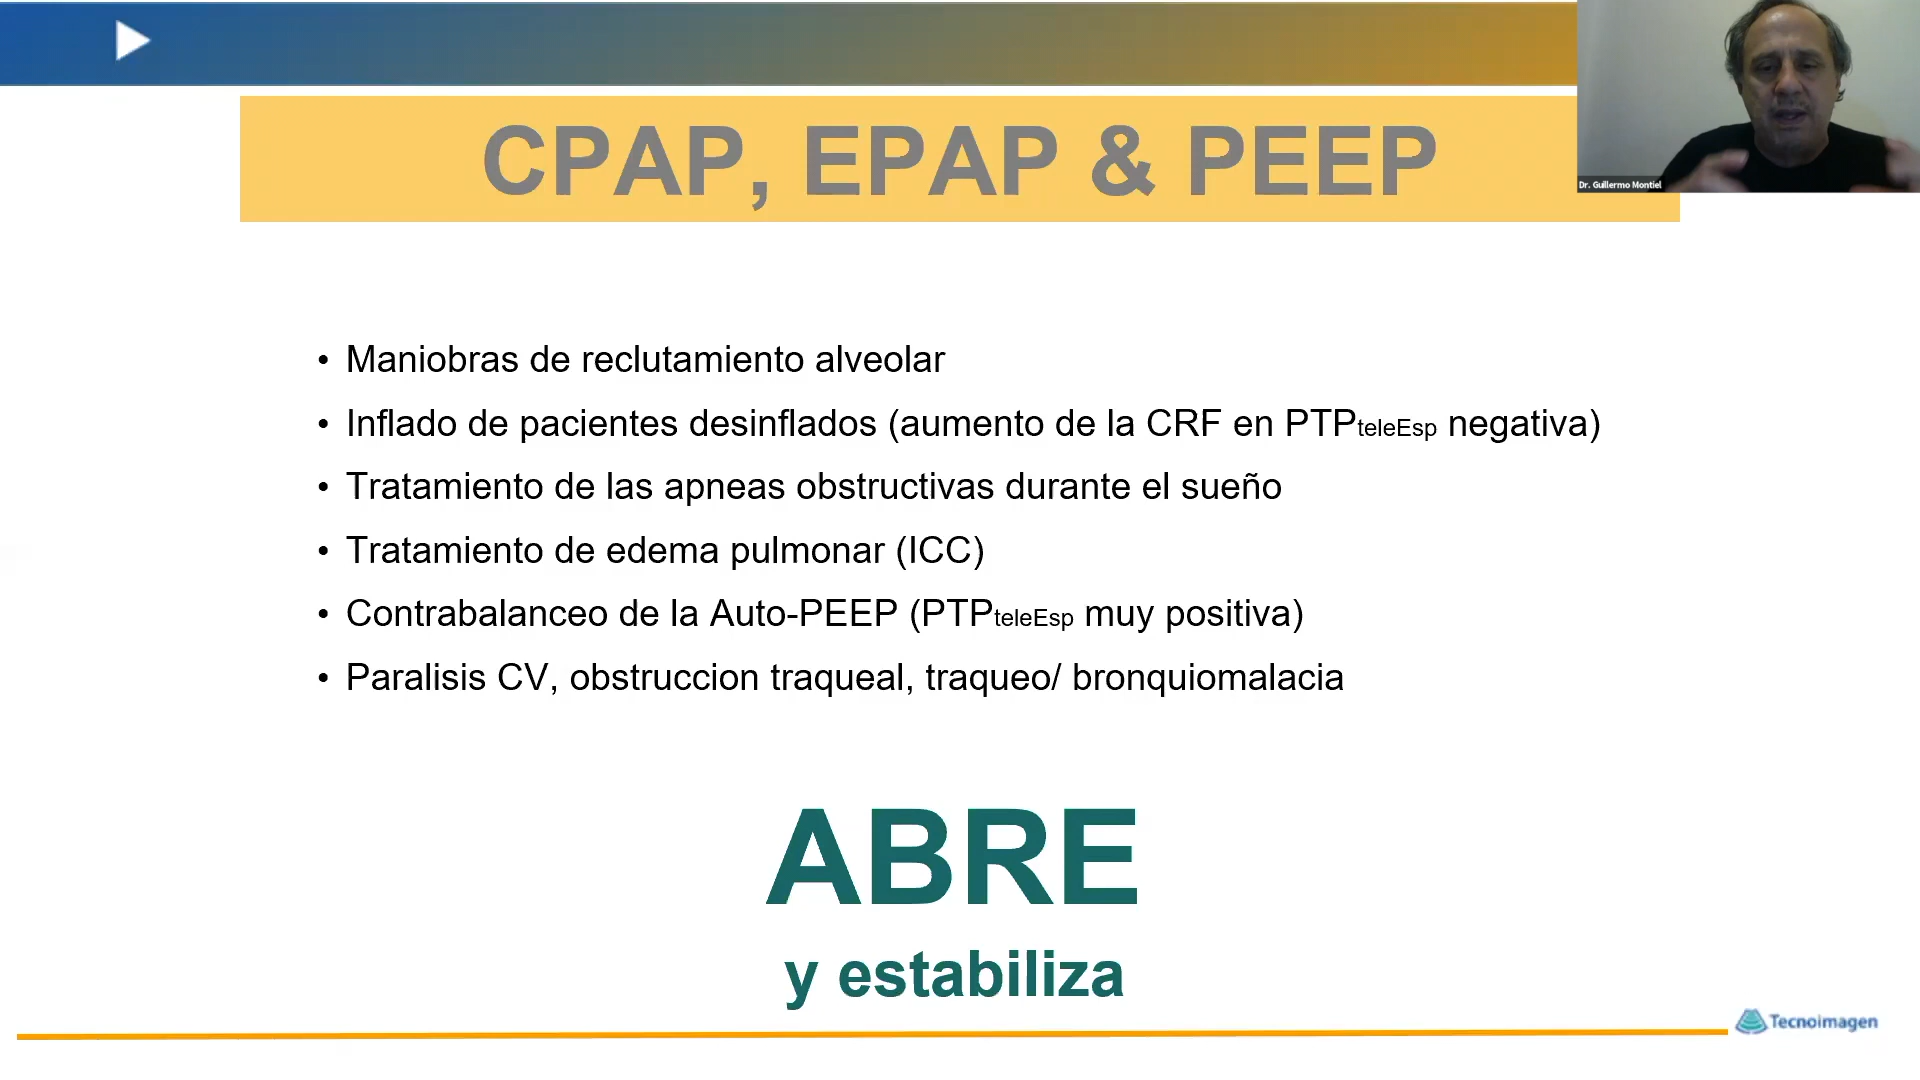 CPAP, EPAP & PEEP
Dr. Guillermo Montiel
• Maniobras de reclutamiento alveolar
• Inflado de pacientes desinflados (aumento de la CRF en PTPteleEsp negativa)
• Tratamiento de las apneas obstructivas durante el sueño
• Tratamiento de edema pulmonar (ICC)
• Contrabalanceo de la Auto-PEEP (PTPteleEsp muy positiva)
• Paralisis CV, obstruccion traqueal, traqueo/ bronquiomalacia
ABRE
y estabiliza
Tecnoimagen